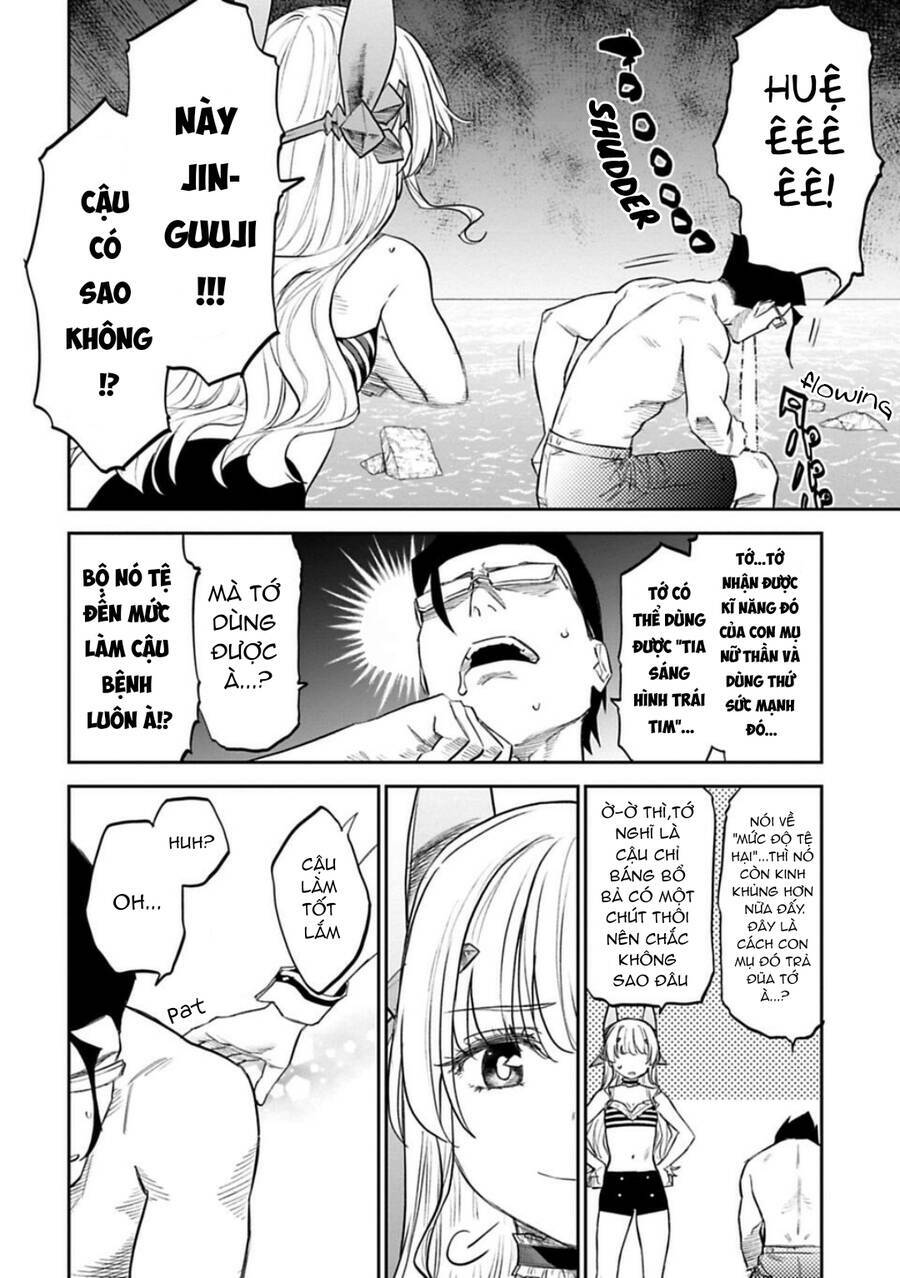 HUỆ
ÊÊÊ
ÊÊ!
SHUDDER
flowing
NÀY
JIN-
GUUJI
!!!
CẬU
CÓ
SAO
KHÔNG
!?
TỚ...TỚ
NHẬN ĐƯỢC
KĨ NĂNG ĐÓ
CỦA CON MỤ
NỮ THẦN VÀ
DÙNG THỨ
SỨC MẠNH
ĐÓ...
TỚ CÓ
THỂ DÙNG
ĐƯỢC "TIA
SÁNG
HÌNH TRÁI
TIM"...
MÀ TỚ
DÙNG
ĐƯỢC
À...?
BỘ NÓ TỆ
ĐẾN MỨC
LÀM CẬU
BỆNH
LUÔN À!?
NÓI VỀ
"MỨC ĐỘ TỆ
HẠI"...THÌ NÓ
CÒN KINH
KHỦNG HƠN
NỮA ĐẤY.
ĐÂY LÀ
CÁCH CON
MỤ ĐÓ TRẢ
ĐŨA TỚ
À...?
Ờ-Ờ THÌ,TỚ
NGHĨ LÀ
CẬU CHỈ
BÁNG BỔ
BẢ CÓ MỘT
CHÚT THÔI
NÊN CHẮC
KHÔNG
SAO ĐÂU
CẬU
LÀM
TỐT
LẮM
HUH?
OH...
pat